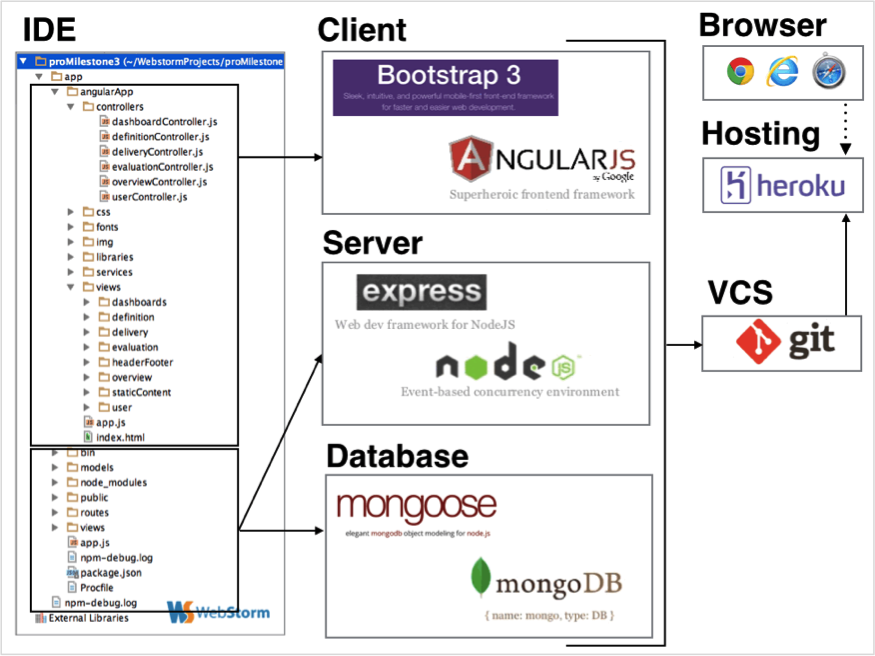 IDE
proMilestone3 (~/WebstormProjects/proMilestone
app
angularApp
controllers
dashboardController.js
definitionController.js
deliveryController.js
evaluationController.js
overviewController.js
userController.js
css
fonts
img
libraries
services
views
dashboards
definition
delivery
evaluation
headerFooter
overview
staticContent
user
app.js
index.html
bin
models
node_modules
public
routes
views
app.js
npm-debug.log
package.json
Procfile
npm-debug.log
External Libraries
WS WebStorm
Client
Bootstrap 3
Sleek, intuitive, and powerful mobile-first front-end framework
for faster and easier web development.
ANGULARJS
by Google
Superheroic frontend framework
Server
express
Web dev framework for NodeJS
node
JS
Event-based concurrency environment
Database
mongoose
elegant mongodb object modeling for node.js
mongoDB
{ name: mongo, type: DB }
Browser
Hosting
heroku
VCS
git